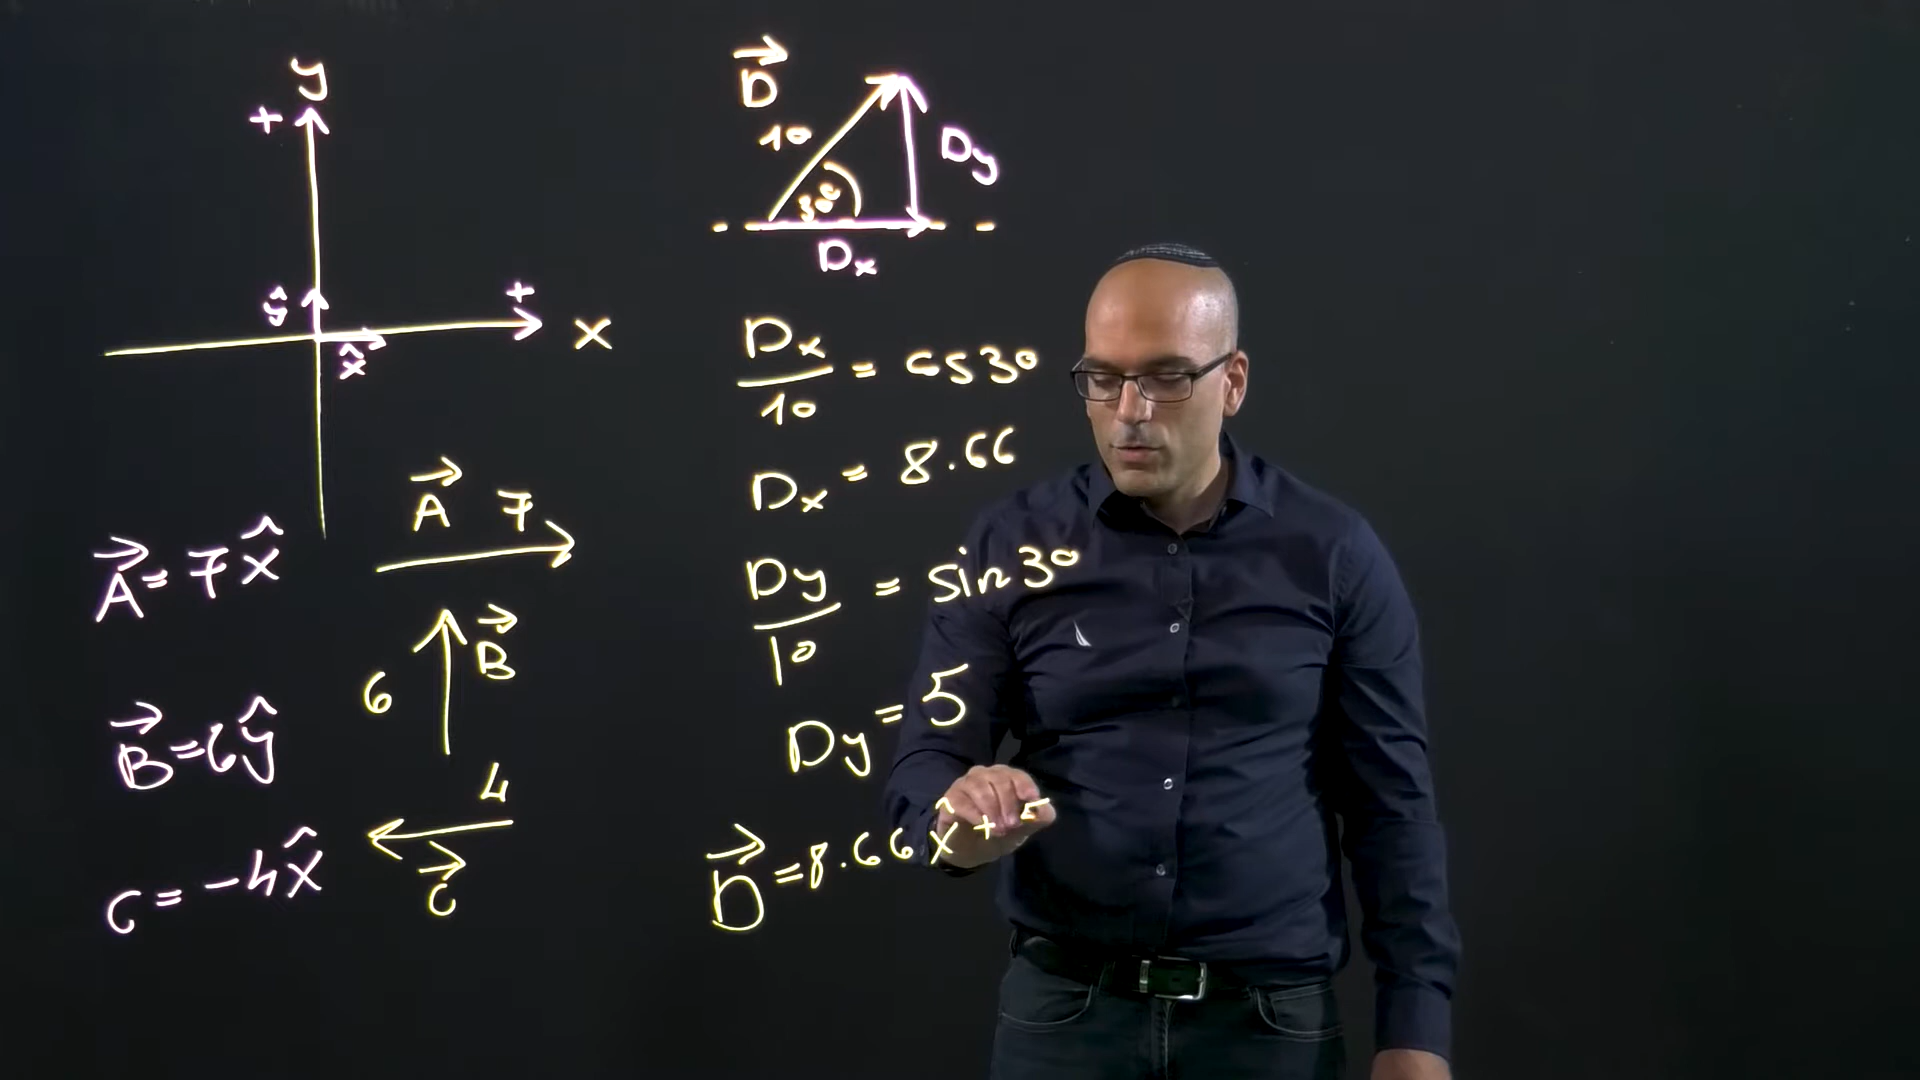 y
+
ŷ
+
x
x̂
A⃗ 7
A⃗ = 7x̂
B⃗
6
B⃗ = 6ŷ
4
C = -4x̂
C⃗
D⃗
10
30°
Dy
Dx
Dx/10 = cos30
Dx = 8.66
Dy/10 = sin30
Dy = 5
D⃗ = 8.66x̂ + 5